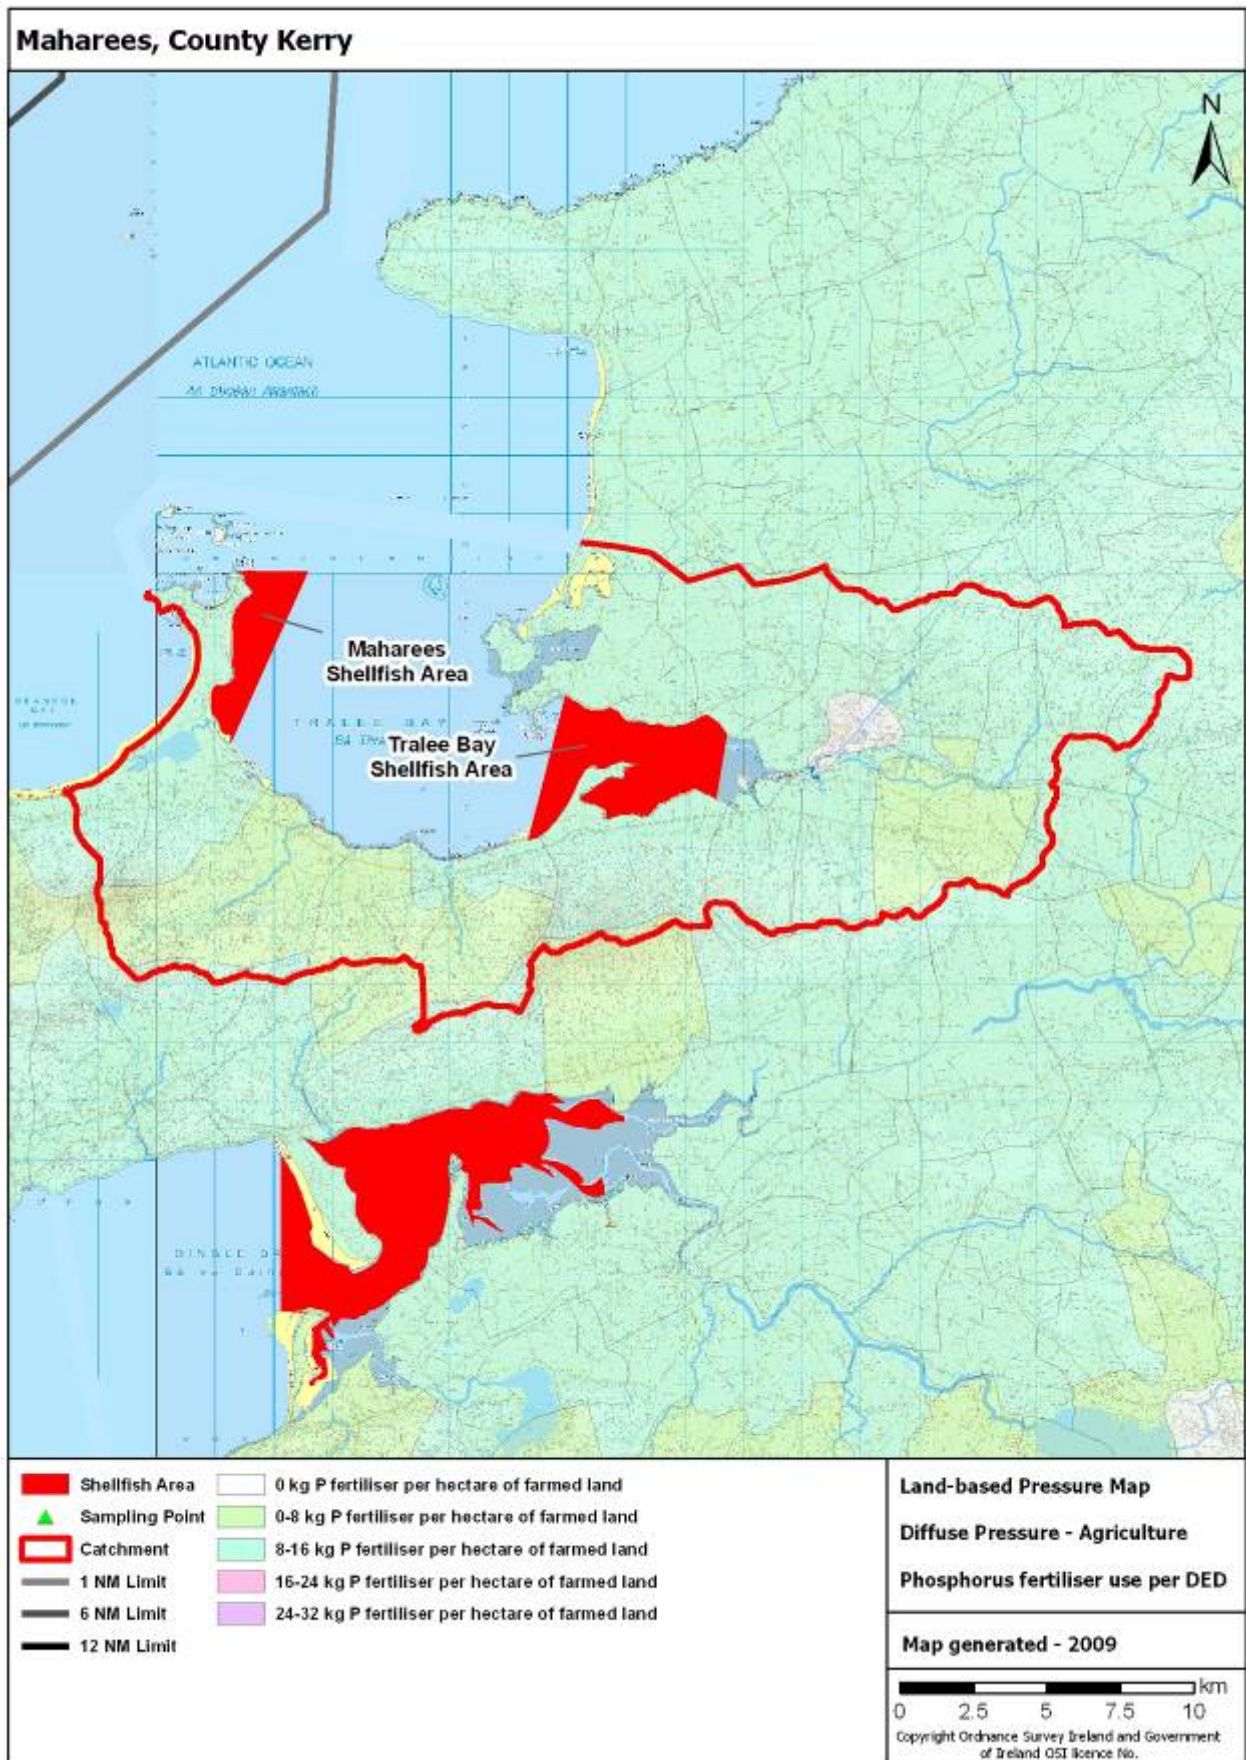 Maharees, County Kerry
N
ATLANTIC OCEAN
Maharees
Shellfish Area
TRALEE BAY
Tralee Bay
Shellfish Area
Shellfish Area
Sampling Point
Catchment
1 NM Limit
6 NM Limit
12 NM Limit
0 kg P fertiliser per hectare of farmed land
0-8 kg P fertiliser per hectare of farmed land
8-16 kg P fertiliser per hectare of farmed land
16-24 kg P fertiliser per hectare of farmed land
24-32 kg P fertiliser per hectare of farmed land
Land-based Pressure Map
Diffuse Pressure - Agriculture
Phosphorus fertiliser use per DED
Map generated - 2009
km
0 2.5 5 7.5 10
Copyright Ordnance Survey Ireland and Government
of Ireland OSI licence No.